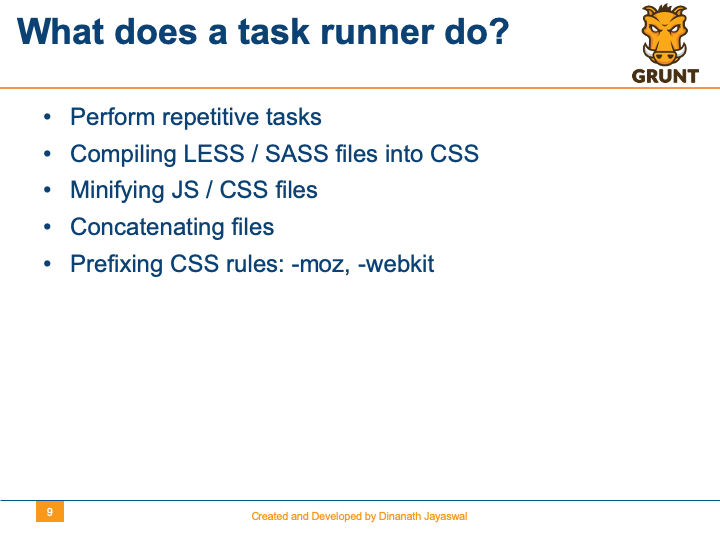 What does a task runner do?
GRUNT
• Perform repetitive tasks
• Compiling LESS / SASS files into CSS
• Minifying JS / CSS files
• Concatenating files
• Prefixing CSS rules: -moz, -webkit
9
Created and Developed by Dinanath Jayaswal